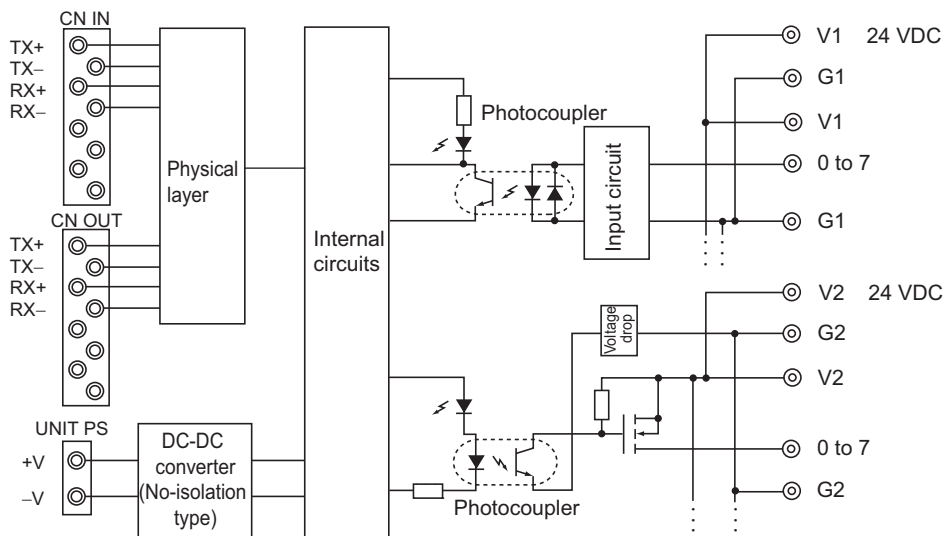 CN IN
TX+
TX−
RX+
RX−
CN OUT
TX+
TX−
RX+
RX−
UNIT PS
+V
−V
Physical
layer
DC-DC
converter
(No-isolation
type)
Internal
circuits
Photocoupler
Input circuit
Voltage
drop
Photocoupler
V1 24 VDC
G1
V1
0 to 7
G1
V2 24 VDC
G2
V2
0 to 7
G2